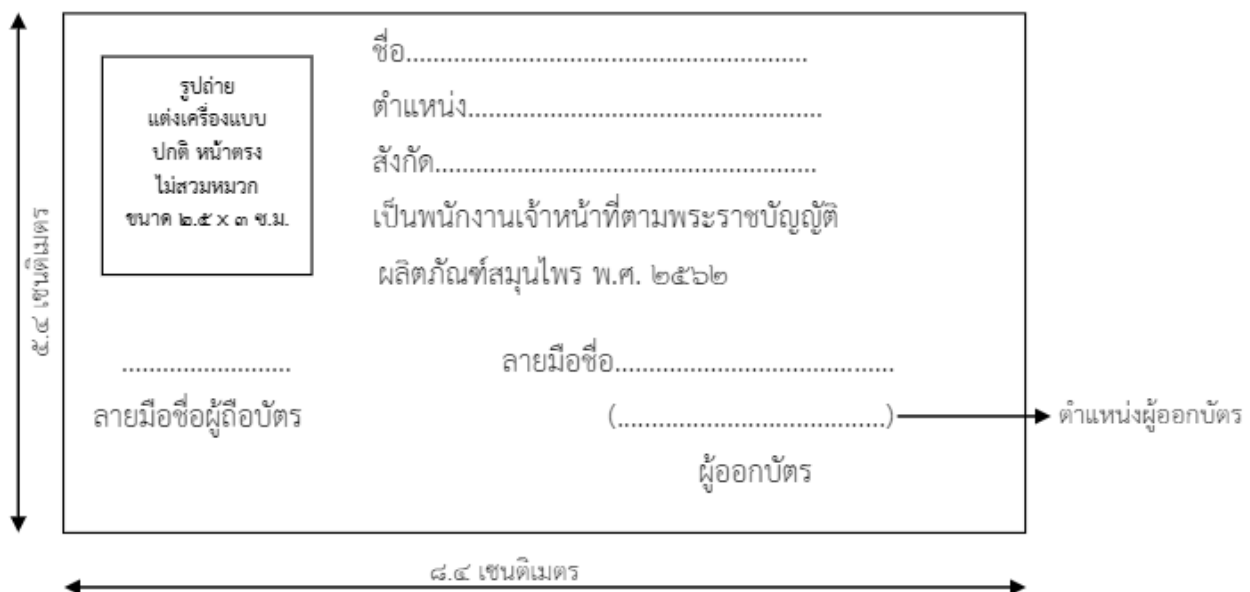 รูปถ่าย
แต่งเครื่องแบบ
ปกติ หน้าตรง
ไม่สวมหมวก
ขนาด ๒.๕ X ๓ ซ.ม.
ชื่อ......................................................
ตำแหน่ง................................................
สังกัด...................................................
เป็นพนักงานเจ้าหน้าที่ตามพระราชบัญญัติ
ผลิตภัณฑ์สมุนไพร พ.ศ. ๒๕๖๒
........................
ลายมือชื่อผู้ถือบัตร
ลายมือชื่อ........................................
(......................................)
ผู้ออกบัตร
ตำแหน่งผู้ออกบัตร
๕.๔ เซนติเมตร
๘.๔ เซนติเมตร